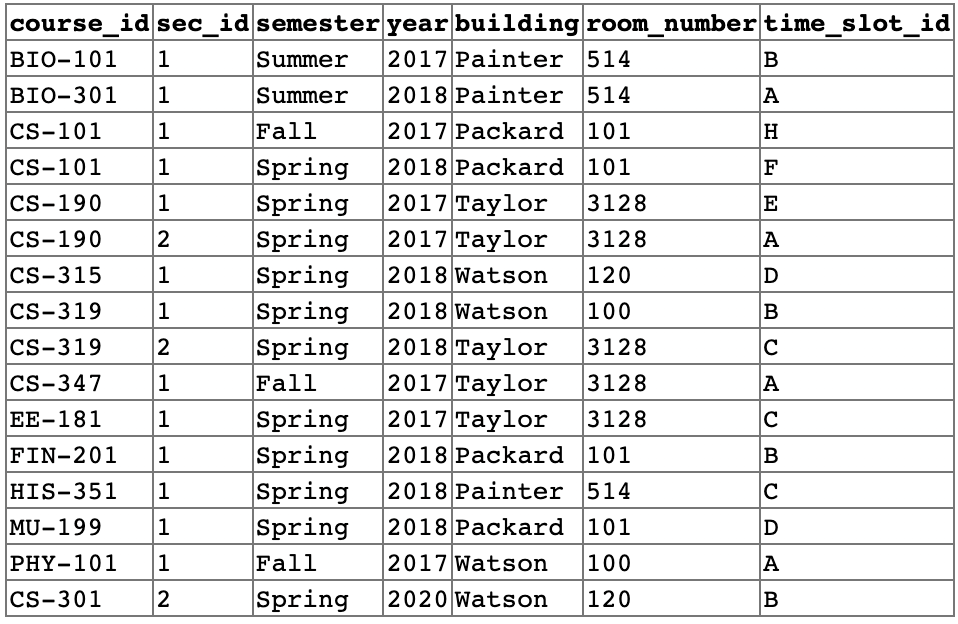 course_id sec_id semester year building room_number time_slot_id
BIO-101 1 Summer 2017 Painter 514 B
BIO-301 1 Summer 2018 Painter 514 A
CS-101 1 Fall 2017 Packard 101 H
CS-101 1 Spring 2018 Packard 101 F
CS-190 1 Spring 2017 Taylor 3128 E
CS-190 2 Spring 2017 Taylor 3128 A
CS-315 1 Spring 2018 Watson 120 D
CS-319 1 Spring 2018 Watson 100 B
CS-319 2 Spring 2018 Taylor 3128 C
CS-347 1 Fall 2017 Taylor 3128 A
EE-181 1 Spring 2017 Taylor 3128 C
FIN-201 1 Spring 2018 Packard 101 B
HIS-351 1 Spring 2018 Painter 514 C
MU-199 1 Spring 2018 Packard 101 D
PHY-101 1 Fall 2017 Watson 100 A
CS-301 2 Spring 2020 Watson 120 B